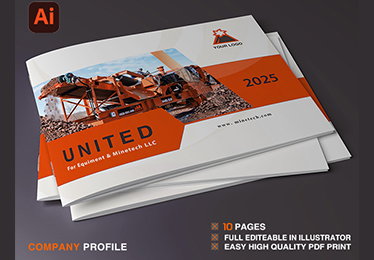 Ai
YOUR LOGO
2025
UNITED
For Equiment & Minetech LLC
www. minetech.com
10 PAGES
FULL EDITEABLE IN ILLUSTRATOR
EASY HIGH QUALITY PDF PRINT
COMPANY PROFILE